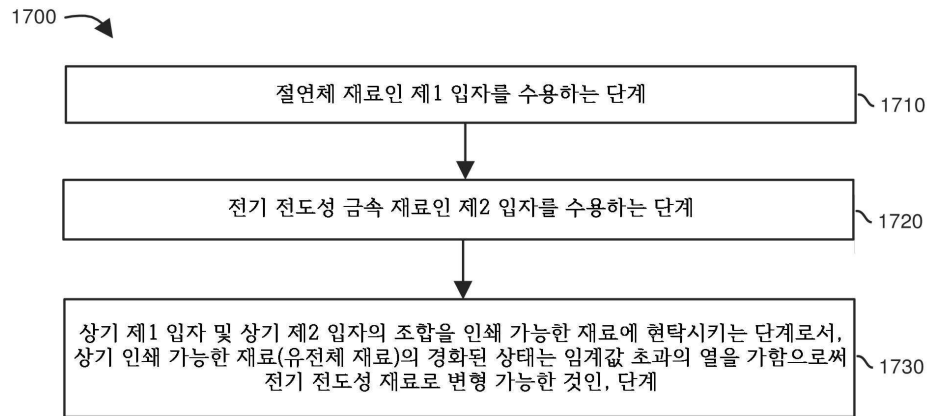 1700
절연체 재료인 제1 입자를 수용하는 단계
1710
전기 전도성 금속 재료인 제2 입자를 수용하는 단계
1720
상기 제1 입자 및 상기 제2 입자의 조합을 인쇄 가능한 재료에 현탁시키는 단계로서,
상기 인쇄 가능한 재료(유전체 재료)의 경화된 상태는 임계값 초과의 열을 가함으로써
전기 전도성 재료로 변형 가능한 것인, 단계
1730